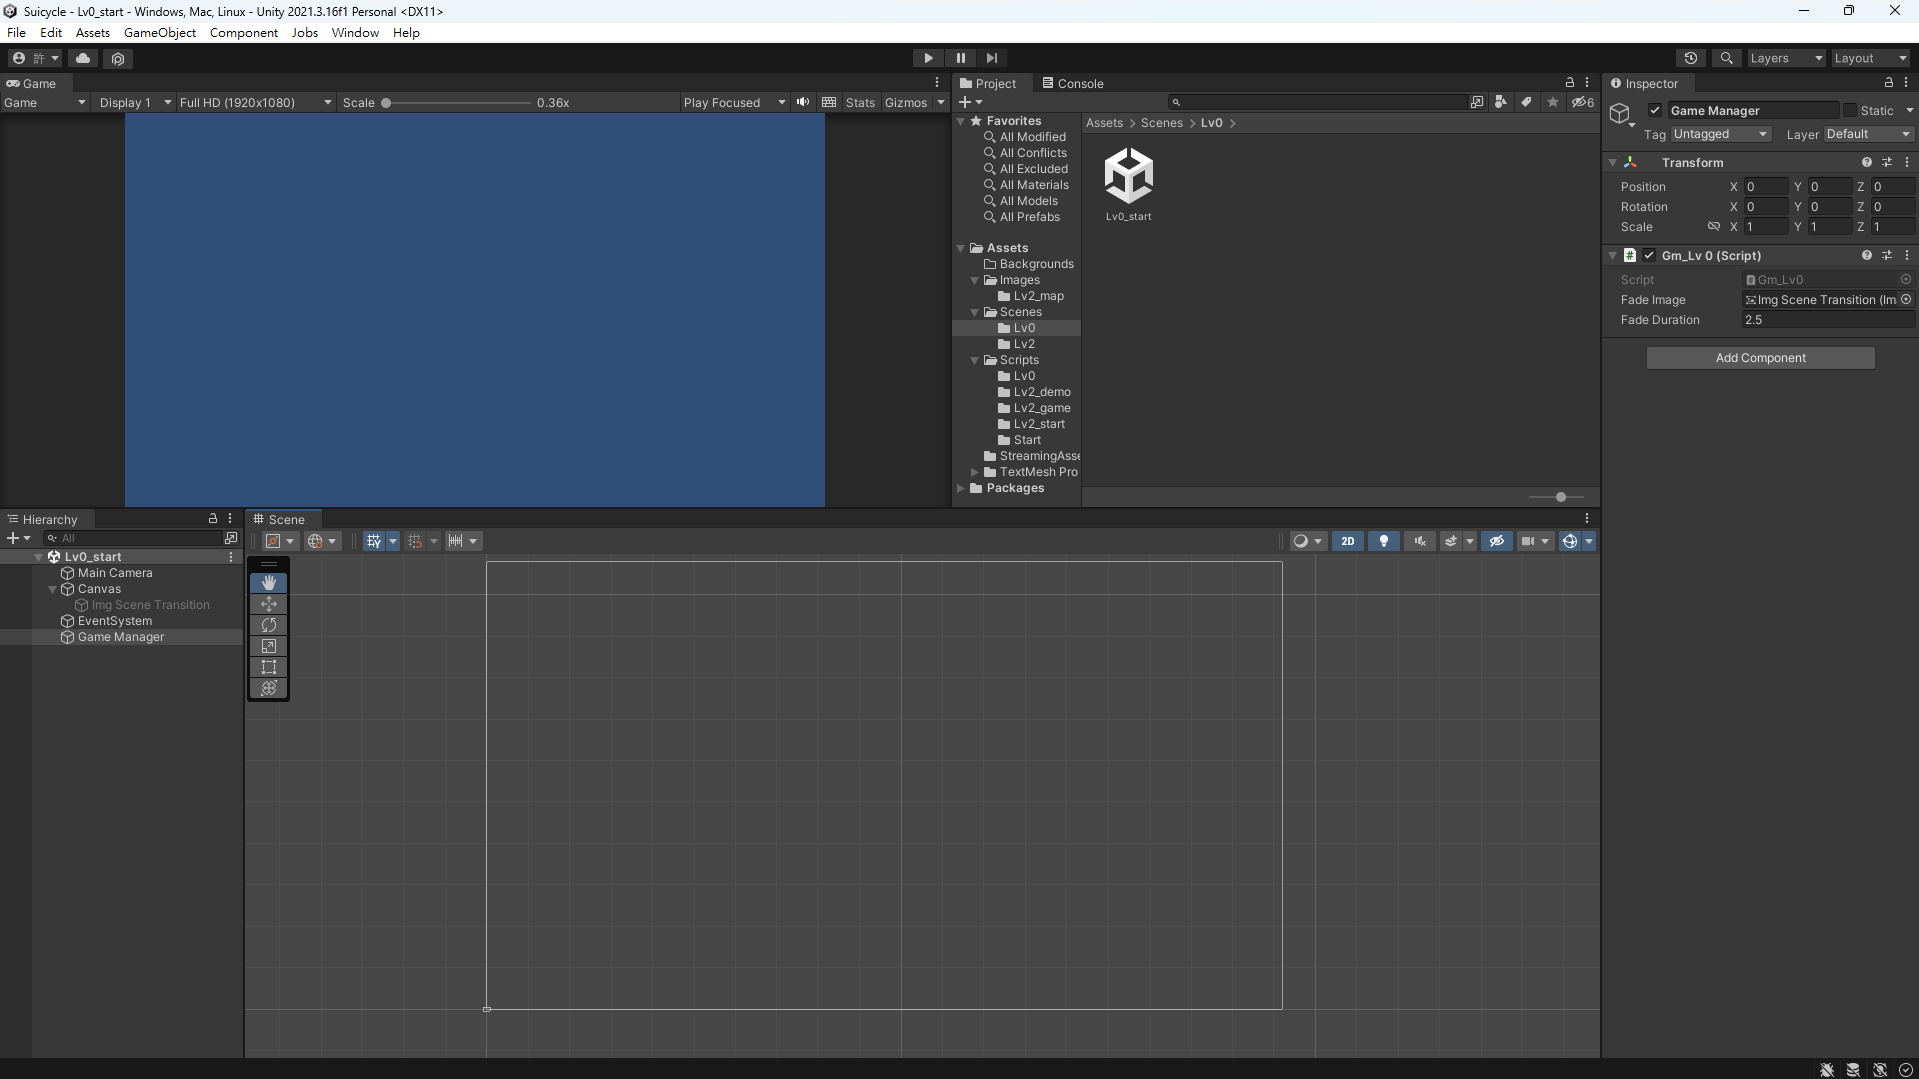 Suicycle - Lv0_start - Windows, Mac, Linux - Unity 2021.3.16f1 Personal <DX11>
File Edit Assets GameObject Component Jobs Window Help
許
Layers Layout
Game
Game Display 1 Full HD (1920x1080) Scale 0.36x Play Focused Stats Gizmos
Project Console
6
Favorites
All Modified
All Conflicts
All Excluded
All Materials
All Models
All Prefabs
Assets
Backgrounds
Images
Lv2_map
Scenes
Lv0
Lv2
Scripts
Lv0
Lv2_demo
Lv2_game
Lv2_start
Start
StreamingAsse
TextMesh Pro
Packages
Assets > Scenes > Lv0 >
Lv0_start
Inspector
Game Manager Static
Tag Untagged Layer Default
Transform
Position X 0 Y 0 Z 0
Rotation X 0 Y 0 Z 0
Scale X 1 Y 1 Z 1
# Gm_Lv 0 (Script)
Script Gm_Lv0
Fade Image Img Scene Transition (Im
Fade Duration 2.5
Add Component
Hierarchy
All
Lv0_start
Main Camera
Canvas
Img Scene Transition
EventSystem
Game Manager
Scene
2D